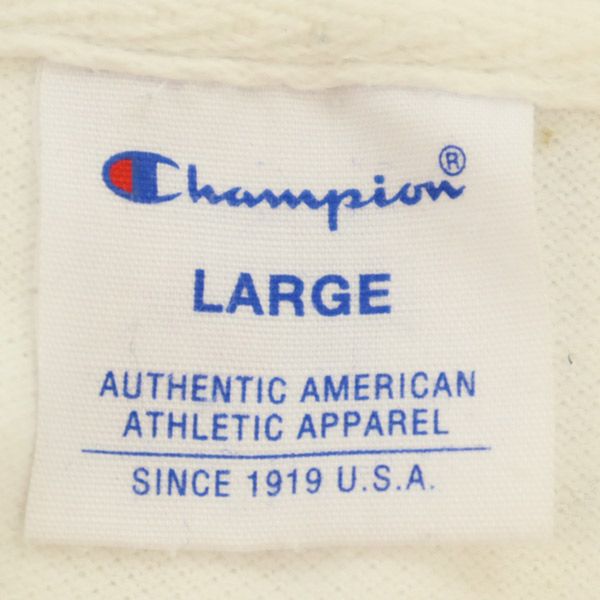 Champion®
LARGE
AUTHENTIC AMERICAN
ATHLETIC APPAREL
SINCE 1919 U.S.A.